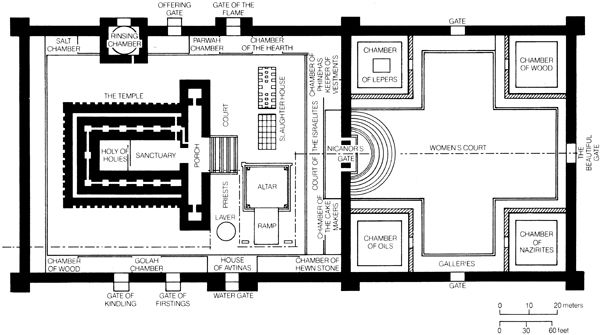 OFFERING
GATE
GATE OF THE
FLAME
GATE
SALT
CHAMBER
RINSING
CHAMBER
PARWAH
CHAMBER
CHAMBER
OF THE HEARTH
CHAMBER OF
PHINEHAS
KEEPER OF
VESTMENTS
CHAMBER
OF LEPERS
CHAMBER
OF WOOD
THE TEMPLE
COURT
SLAUGHTER HOUSE
COURT OF THE ISRAELITES
HOLY OF
HOLIES
SANCTUARY
PORCH
NICANOR'S
GATE
WOMEN'S COURT
THE
BEAUTIFUL
GATE
PRIESTS
ALTAR
LAVER
RAMP
CHAMBER OF
THE CAKE
MAKERS
CHAMBER
OF OILS
CHAMBER
OF
NAZIRITES
CHAMBER
OF WOOD
GOLAH
CHAMBER
HOUSE
OF AVTINAS
CHAMBER OF
HEWN STONE
GALLERIES
GATE OF
KINDLING
GATE OF
FIRSTINGS
WATER GATE
GATE
0 10 20 meters
0 30 60 feet